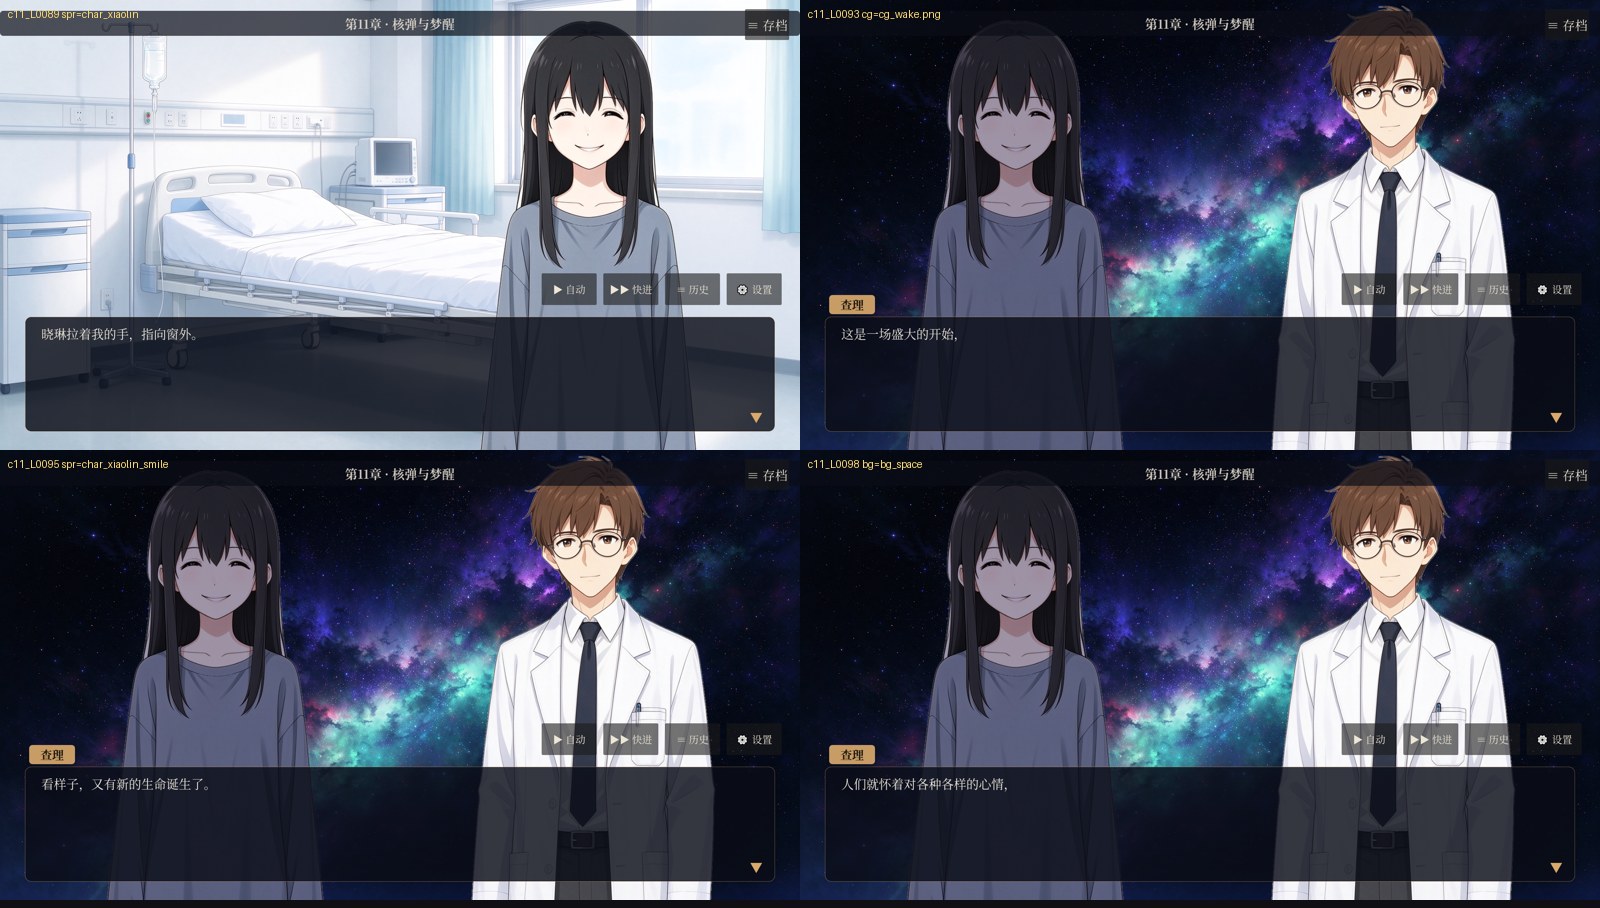 c11_L0089 spr=char_xiaolin
第11章 · 核弹与梦醒
≡ 存档
▶ 自动
▶▶ 快进
≡ 历史
设置
晓琳拉着我的手，指向窗外。
c11_L0093 cg=cg_wake.png
第11章 · 核弹与梦醒
≡ 存档
▶ 自动
▶▶ 快进
≡ 历史
设置
查理
这是一场盛大的开始,
c11_L0095 spr=char_xiaolin_smile
第11章 · 核弹与梦醒
≡ 存档
▶ 自动
▶▶ 快进
≡ 历史
设置
查理
看样子，又有新的生命诞生了。
c11_L0098 bg=bg_space
第11章 · 核弹与梦醒
≡ 存档
▶ 自动
▶▶ 快进
≡ 历史
设置
查理
人们就怀着对各种各样的心情,